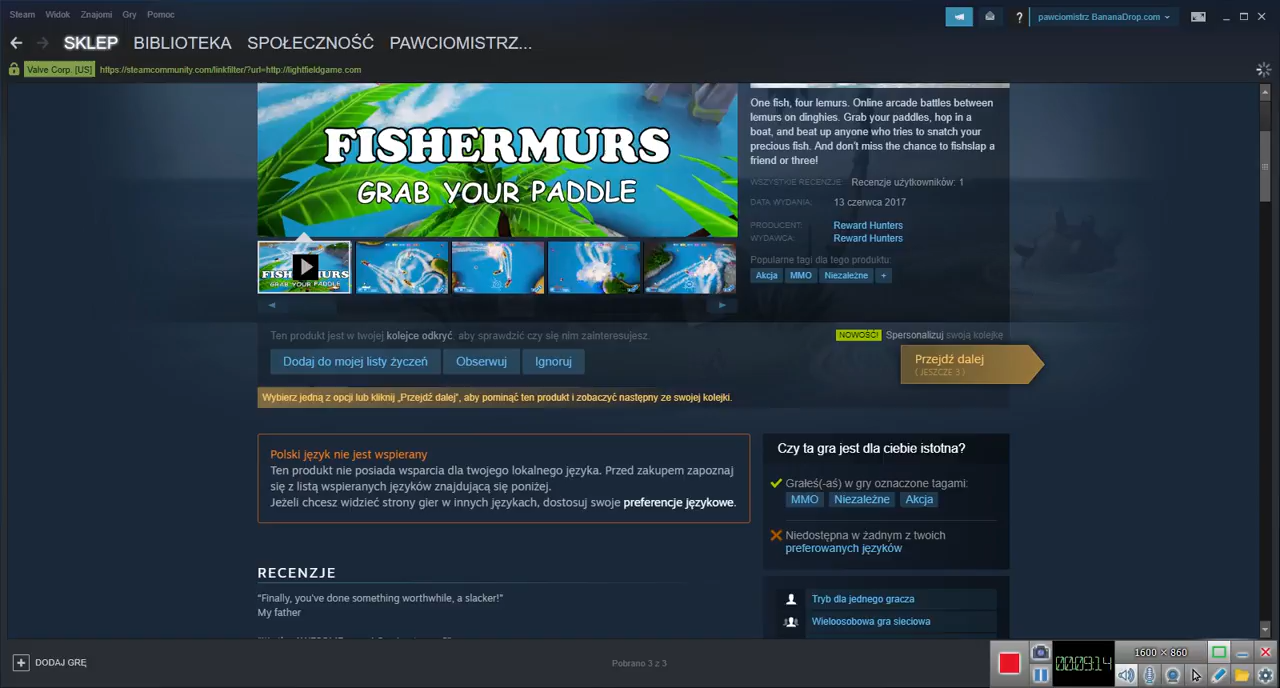 Steam Widok Znajomi Gry Pomoc
? pawciomistrz BananaDrop.com
SKLEP BIBLIOTEKA SPOŁECZNOŚĆ PAWCIOMISTRZ...
Valve Corp. [US] https://steamcommunity.com/linkfilter/?url=http://lightfieldgame.com
FISHERMURS
GRAB YOUR PADDLE
One fish, four lemurs. Online arcade battles between
lemurs on dinghies. Grab your paddles, hop in a
boat, and beat up anyone who tries to snatch your
precious fish. And don't miss the chance to fishslap a
friend or three!
WSZYSTKIE RECENZJE: Recenzje użytkowników: 1
DATA WYDANIA: 13 czerwca 2017
PRODUCENT: Reward Hunters
WYDAWCA: Reward Hunters
Popularne tagi dla tego produktu:
Akcja MMO Niezależne +
Ten produkt jest w twojej kolejce odkryć, aby sprawdzić czy się nim zainteresujesz.
NOWOŚĆ! Spersonalizuj swoją kolejkę
Dodaj do mojej listy życzeń Obserwuj Ignoruj
Przejdź dalej
( JESZCZE 3 )
Wybierz jedną z opcji lub kliknij „Przejdź dalej”, aby pominąć ten produkt i zobaczyć następny ze swojej kolejki.
Polski język nie jest wspierany
Ten produkt nie posiada wsparcia dla twojego lokalnego języka. Przed zakupem zapoznaj
się z listą wspieranych języków znajdującą się poniżej.
Jeżeli chcesz widzieć strony gier w innych językach, dostosuj swoje preferencje językowe.
Czy ta gra jest dla ciebie istotna?
Grałeś(-aś) w gry oznaczone tagami:
MMO Niezależne Akcja
Niedostępna w żadnym z twoich
preferowanych języków
RECENZJE
“Finally, you've done something worthwhile, a slacker!”
My father
Tryb dla jednego gracza
Wieloosobowa gra sieciowa
+ DODAJ GRĘ
Pobrano 3 z 3
1600 × 860
00:09:14